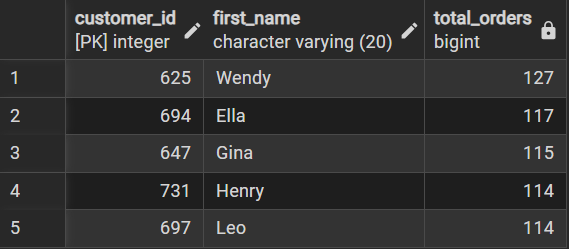 customer_id first_name total_orders
[PK] integer character varying (20) bigint
1 625 Wendy 127
2 694 Ella 117
3 647 Gina 115
4 731 Henry 114
5 697 Leo 114